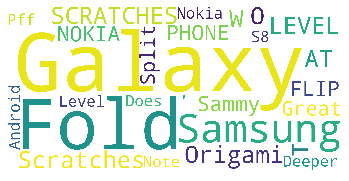 Pff SCRATCHES Nokia W O LEVEL
NOKIA Split PHONE S8 AT
Galaxy
Android Level Does ' Sammy FLIP
Fold Samsung Great
Scratches Note Origami T Deeper